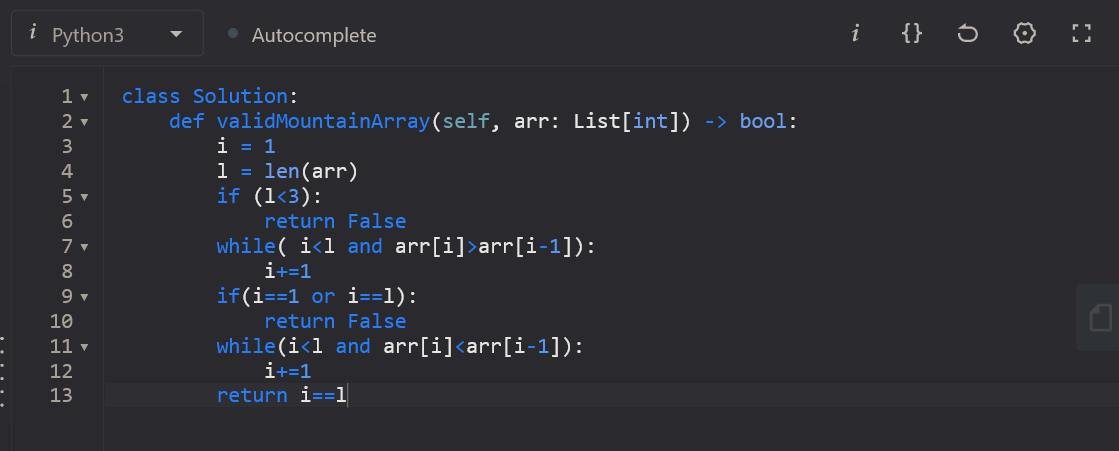 i Python3 Autocomplete i {}
1 class Solution:
2     def validMountainArray(self, arr: List[int]) -> bool:
3         i = 1
4         l = len(arr)
5         if (l<3):
6             return False
7         while( i<l and arr[i]>arr[i-1]):
8             i+=1
9         if(i==1 or i==l):
10             return False
11         while(i<l and arr[i]<arr[i-1]):
12             i+=1
13         return i==l